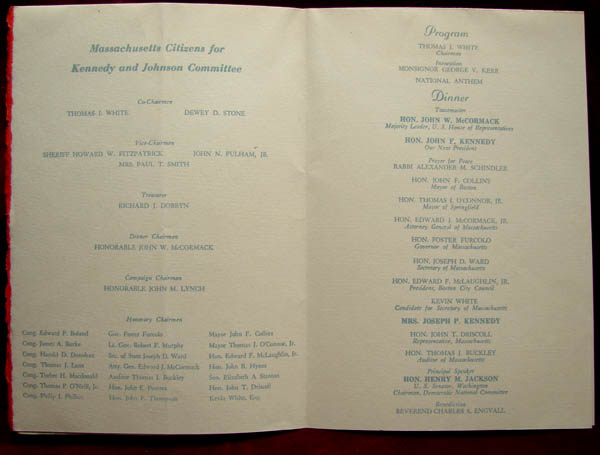 Massachusetts Citizens for
Kennedy and Johnson Committee
Co-Chairmen
THOMAS J. WHITE DEWEY D. STONE
Vice-Chairmen
SHERIFF HOWARD W. FITZPATRICK JOHN N. PULHAM, JR.
MRS. PAUL T. SMITH
Treasurer
RICHARD J. DOBBYN
Dinner Chairman
HONORABLE JOHN W. McCORMACK
Campaign Chairman
HONORABLE JOHN M. LYNCH
Honorary Chairmen
Cong. Edward P. Boland Gov. Foster Furcolo Mayor John F. Collins
Cong. James A. Burke Lt. Gov. Robert F. Murphy Mayor Thomas J. O'Connor, Jr.
Cong. Harold D. Donohue Sec. of State Joseph D. Ward Hon. Edward F. McLaughlin, Jr.
Cong. Thomas J. Lane Atty. Gen. Edward J. McCormack Hon. John B. Hynes
Cong. Torbert H. Macdonald Auditor Thomas J. Buckley Sen. Elizabeth A. Stanton
Cong. Thomas P. O'Neill, Jr. Hon. John E. Powers Hon. John T. Driscoll
Cong. Philip J. Philbin Hon. John F. Thompson Kevin White, Esq.
Program
THOMAS J. WHITE
Chairman
Invocation
MONSIGNOR GEORGE V. KERR
NATIONAL ANTHEM
Dinner
Toastmaster
HON. JOHN W. McCORMACK
Majority Leader, U. S. House of Representatives
HON. JOHN F. KENNEDY
Our Next President
Prayer for Peace
RABBI ALEXANDER M. SCHINDLER
HON. JOHN F. COLLINS
Mayor of Boston
HON. THOMAS J. O'CONNOR, JR.
Mayor of Springfield
HON. EDWARD J. McCORMACK, JR.
Attorney General of Massachusetts
HON. FOSTER FURCOLO
Governor of Massachusetts
HON. JOSEPH D. WARD
Secretary of Massachusetts
HON. EDWARD F. McLAUGHLIN, JR.
President, Boston City Council
KEVIN WHITE
Candidate for Secretary of Massachusetts
MRS. JOSEPH P. KENNEDY
HON. JOHN T. DRISCOLL
Representative, Massachusetts
HON. THOMAS J. BUCKLEY
Auditor of Massachusetts
Principal Speaker
HON. HENRY M. JACKSON
U. S. Senator, Washington
Chairman, Democratic National Committee
Benediction
REVEREND CHARLES A. ENGVALL